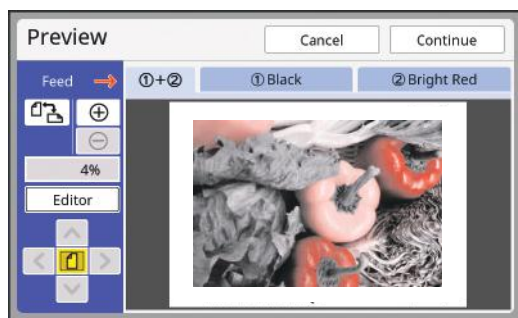 Preview
Cancel
Continue
Feed
①+②
① Black
② Bright Red
4%
Editor